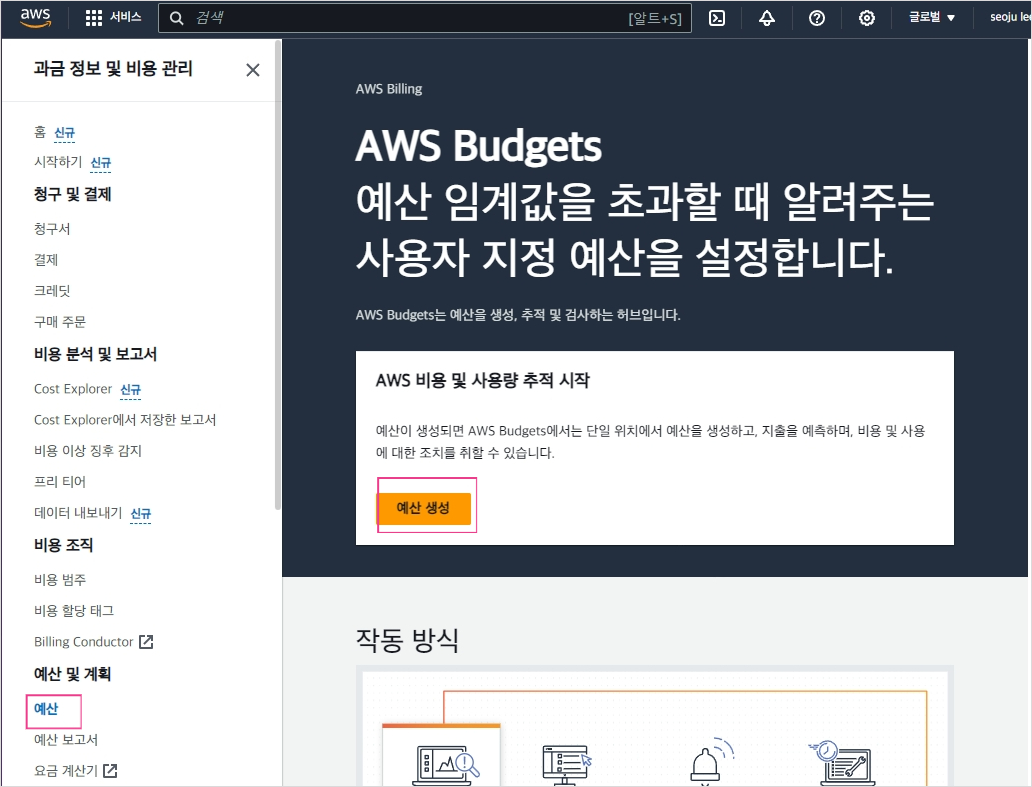 aws
서비스
검색
[알트+S]
글로벌
seoju
과금 정보 및 비용 관리
홈 신규
시작하기 신규
청구 및 결제
청구서
결제
크레딧
구매 주문
비용 분석 및 보고서
Cost Explorer 신규
Cost Explorer에서 저장한 보고서
비용 이상 징후 감지
프리 티어
데이터 내보내기 신규
비용 조직
비용 범주
비용 할당 태그
Billing Conductor
예산 및 계획
예산
예산 보고서
요금 계산기
AWS Billing
AWS Budgets
예산 임계값을 초과할 때 알려주는
사용자 지정 예산을 설정합니다.
AWS Budgets는 예산을 생성, 추적 및 검사하는 허브입니다.
AWS 비용 및 사용량 추적 시작
예산이 생성되면 AWS Budgets에서는 단일 위치에서 예산을 생성하고, 지출을 예측하며, 비용 및 사용
에 대한 조치를 취할 수 있습니다.
예산 생성
작동 방식